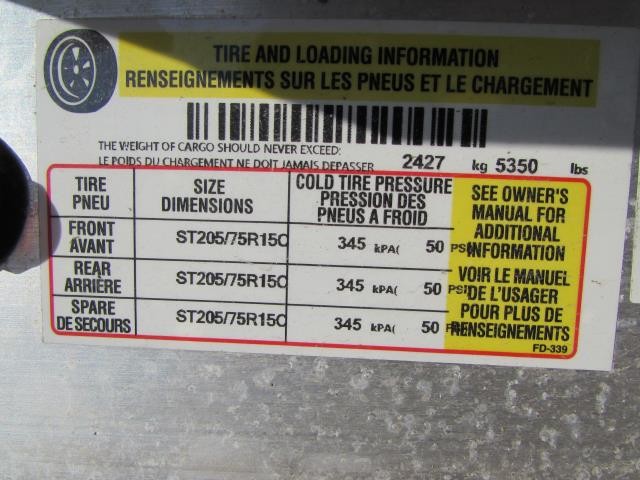 TIRE AND LOADING INFORMATION
RENSEIGNEMENTS SUR LES PNEUS ET LE CHARGEMENT
THE WEIGHT OF CARGO SHOULD NEVER EXCEED:
LE POIDS DU CHARGEMENT NE DOIT JAMAIS DEPASSER 2427 kg 5350 lbs
TIRE
PNEU
SIZE
DIMENSIONS
COLD TIRE PRESSURE
PRESSION DES
PNEUS A FROID
FRONT
AVANT
ST205/75R15C 345 kPA( 50 PSI
REAR
ARRIÈRE
ST205/75R15C 345 kPA( 50 PSI
SPARE
DE SECOURS
ST205/75R15C 345 kPA( 50
SEE OWNER'S
MANUAL FOR
ADDITIONAL
INFORMATION
VOIR LE MANUEL
DE L'USAGER
POUR PLUS DE
RENSEIGNEMENTS
FD-339